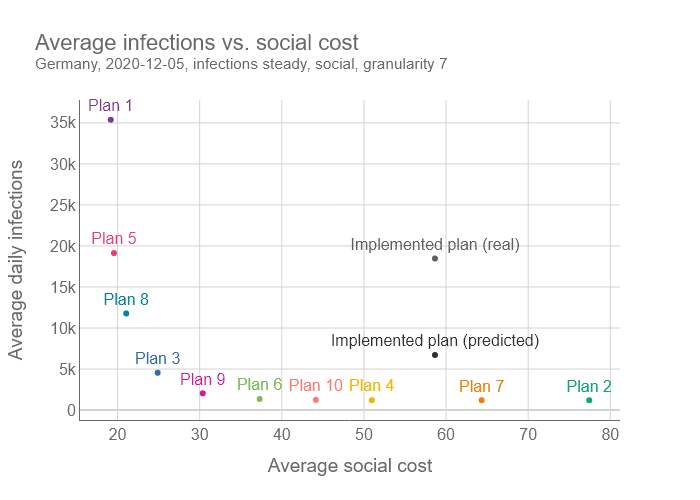 Average infections vs. social cost
Germany, 2020-12-05, infections steady, social, granularity 7
Average daily infections
35k
30k
25k
20k
15k
10k
5k
0
Plan 1
Plan 5
Implemented plan (real)
Plan 8
Implemented plan (predicted)
Plan 3
Plan 9
Plan 6
Plan 10
Plan 4
Plan 7
Plan 2
20
30
40
50
60
70
80
Average social cost